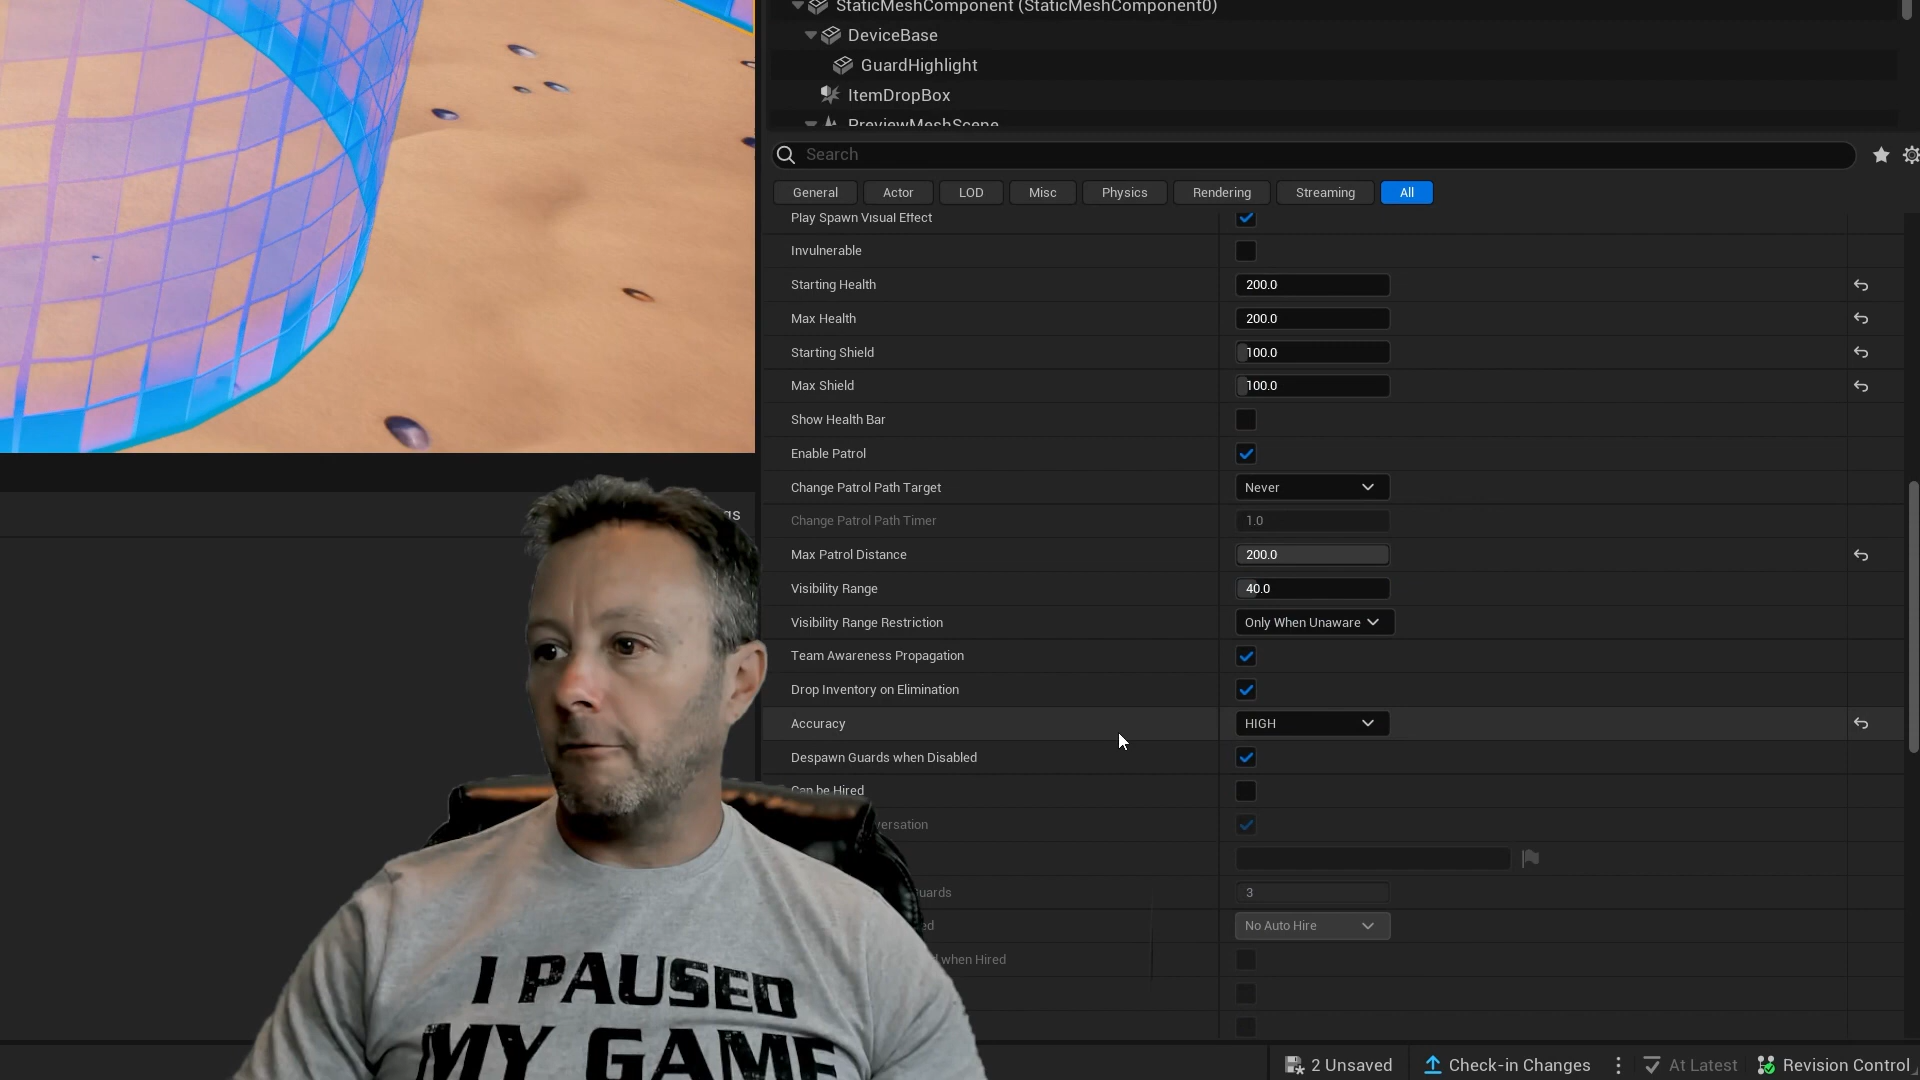 StaticMeshComponent (StaticMeshComponent0)
DeviceBase
GuardHighlight
ItemDropBox
PreviewMeshScene
Search
General Actor LOD Misc Physics Rendering Streaming All
Play Spawn Visual Effect
Invulnerable
Starting Health 200.0
Max Health 200.0
Starting Shield 100.0
Max Shield 100.0
Show Health Bar
Enable Patrol
Change Patrol Path Target Never
gs
Change Patrol Path Timer 1.0
Max Patrol Distance 200.0
Visibility Range 40.0
Visibility Range Restriction Only When Unaware
Team Awareness Propagation
Drop Inventory on Elimination
Accuracy HIGH
Despawn Guards when Disabled
Can be Hired
versation
uards 3
ed No Auto Hire
d when Hired
I PAUSED
MY GAME
2 Unsaved Check-in Changes At Latest Revision Control